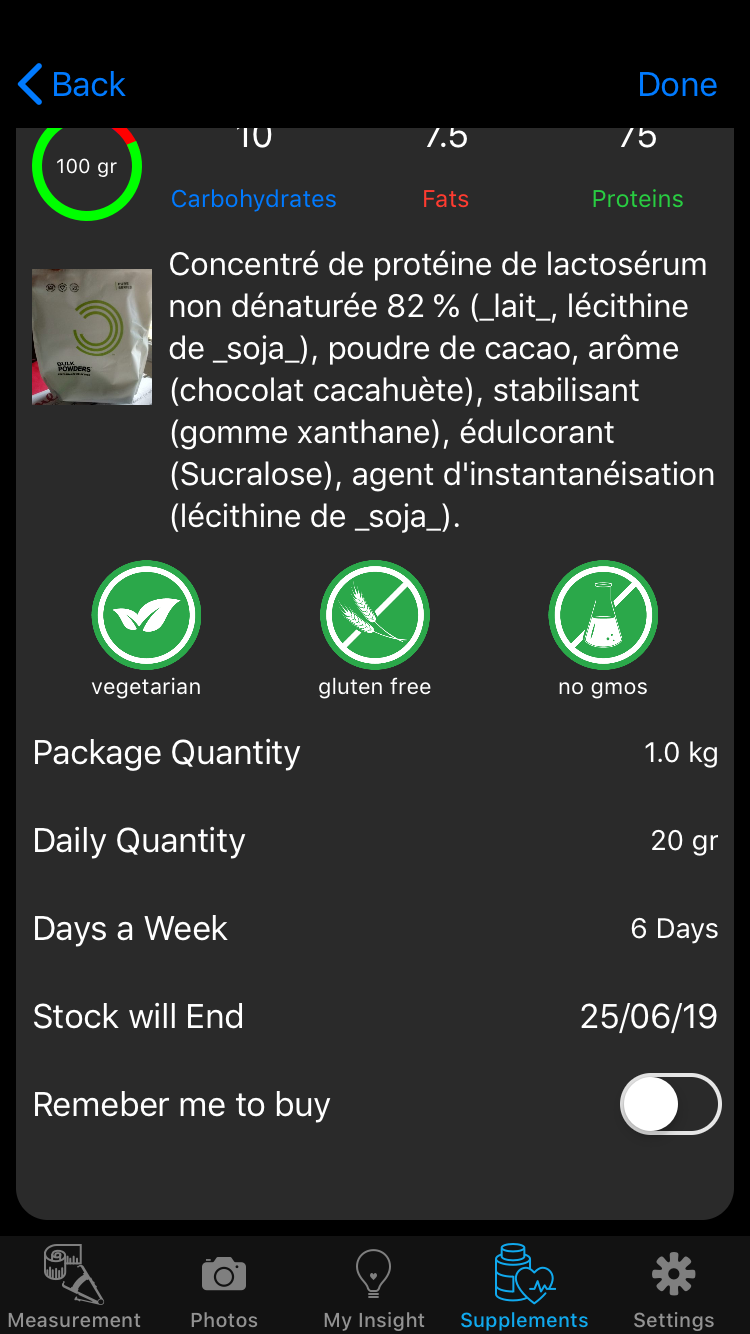 Back
Done
10
7.5
75
100 gr
Carbohydrates
Fats
Proteins
Concentré de protéine de lactosérum
non dénaturée 82 % (_lait_, lécithine
de _soja_), poudre de cacao, arôme
(chocolat cacahuète), stabilisant
(gomme xanthane), édulcorant
(Sucralose), agent d'instantanéisation
(lécithine de _soja_).
BULK
POWDERS
vegetarian
gluten free
no gmos
Package Quantity
1.0 kg
Daily Quantity
20 gr
Days a Week
6 Days
Stock will End
25/06/19
Remeber me to buy
Measurement
Photos
My Insight
Supplements
Settings